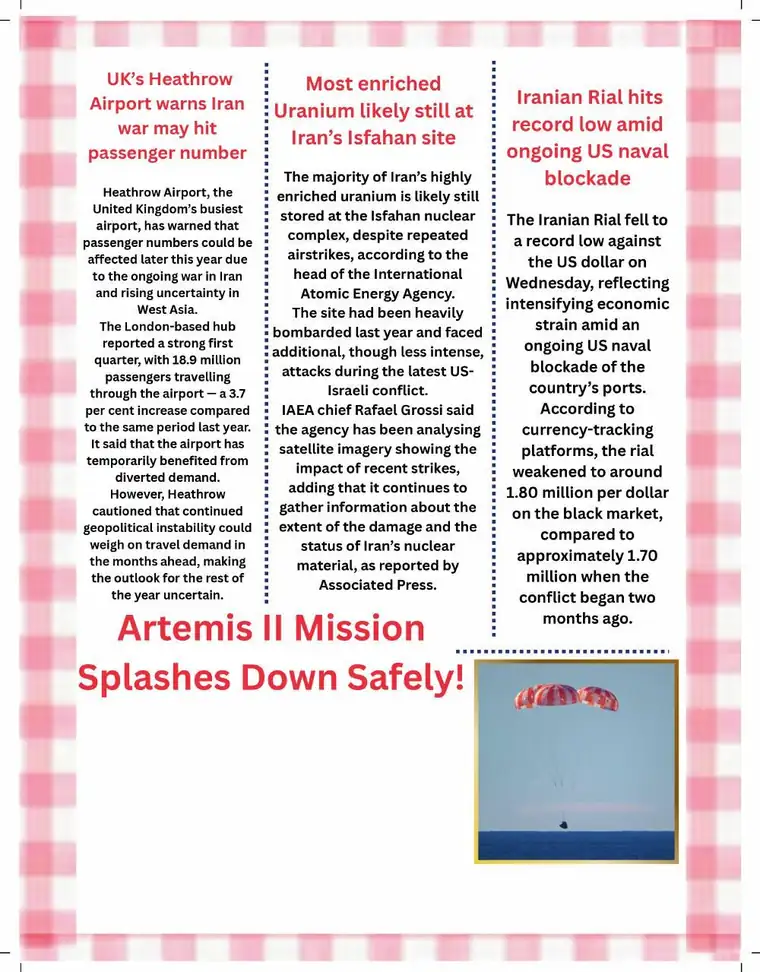 UK’s Heathrow
Airport warns Iran
war may hit
passenger number
Heathrow Airport, the
United Kingdom’s busiest
airport, has warned that
passenger numbers could be
affected later this year due
to the ongoing war in Iran
and rising uncertainty in
West Asia.
The London-based hub
reported a strong first
quarter, with 18.9 million
passengers travelling
through the airport — a 3.7
per cent increase compared
to the same period last year.
It said that the airport has
temporarily benefited from
diverted demand.
However, Heathrow
cautioned that continued
geopolitical instability could
weigh on travel demand in
the months ahead, making
the outlook for the rest of
the year uncertain.
Most enriched
Uranium likely still at
Iran’s Isfahan site
The majority of Iran’s highly
enriched uranium is likely still
stored at the Isfahan nuclear
complex, despite repeated
airstrikes, according to the
head of the International
Atomic Energy Agency.
The site had been heavily
bombarded last year and faced
additional, though less intense,
attacks during the latest US-
Israeli conflict.
IAEA chief Rafael Grossi said
the agency has been analysing
satellite imagery showing the
impact of recent strikes,
adding that it continues to
gather information about the
extent of the damage and the
status of Iran’s nuclear
material, as reported by
Associated Press.
Iranian Rial hits
record low amid
ongoing US naval
blockade
The Iranian Rial fell to
a record low against
the US dollar on
Wednesday, reflecting
intensifying economic
strain amid an
ongoing US naval
blockade of the
country’s ports.
According to
currency-tracking
platforms, the rial
weakened to around
1.80 million per dollar
on the black market,
compared to
approximately 1.70
million when the
conflict began two
months ago.
Artemis II Mission
Splashes Down Safely!